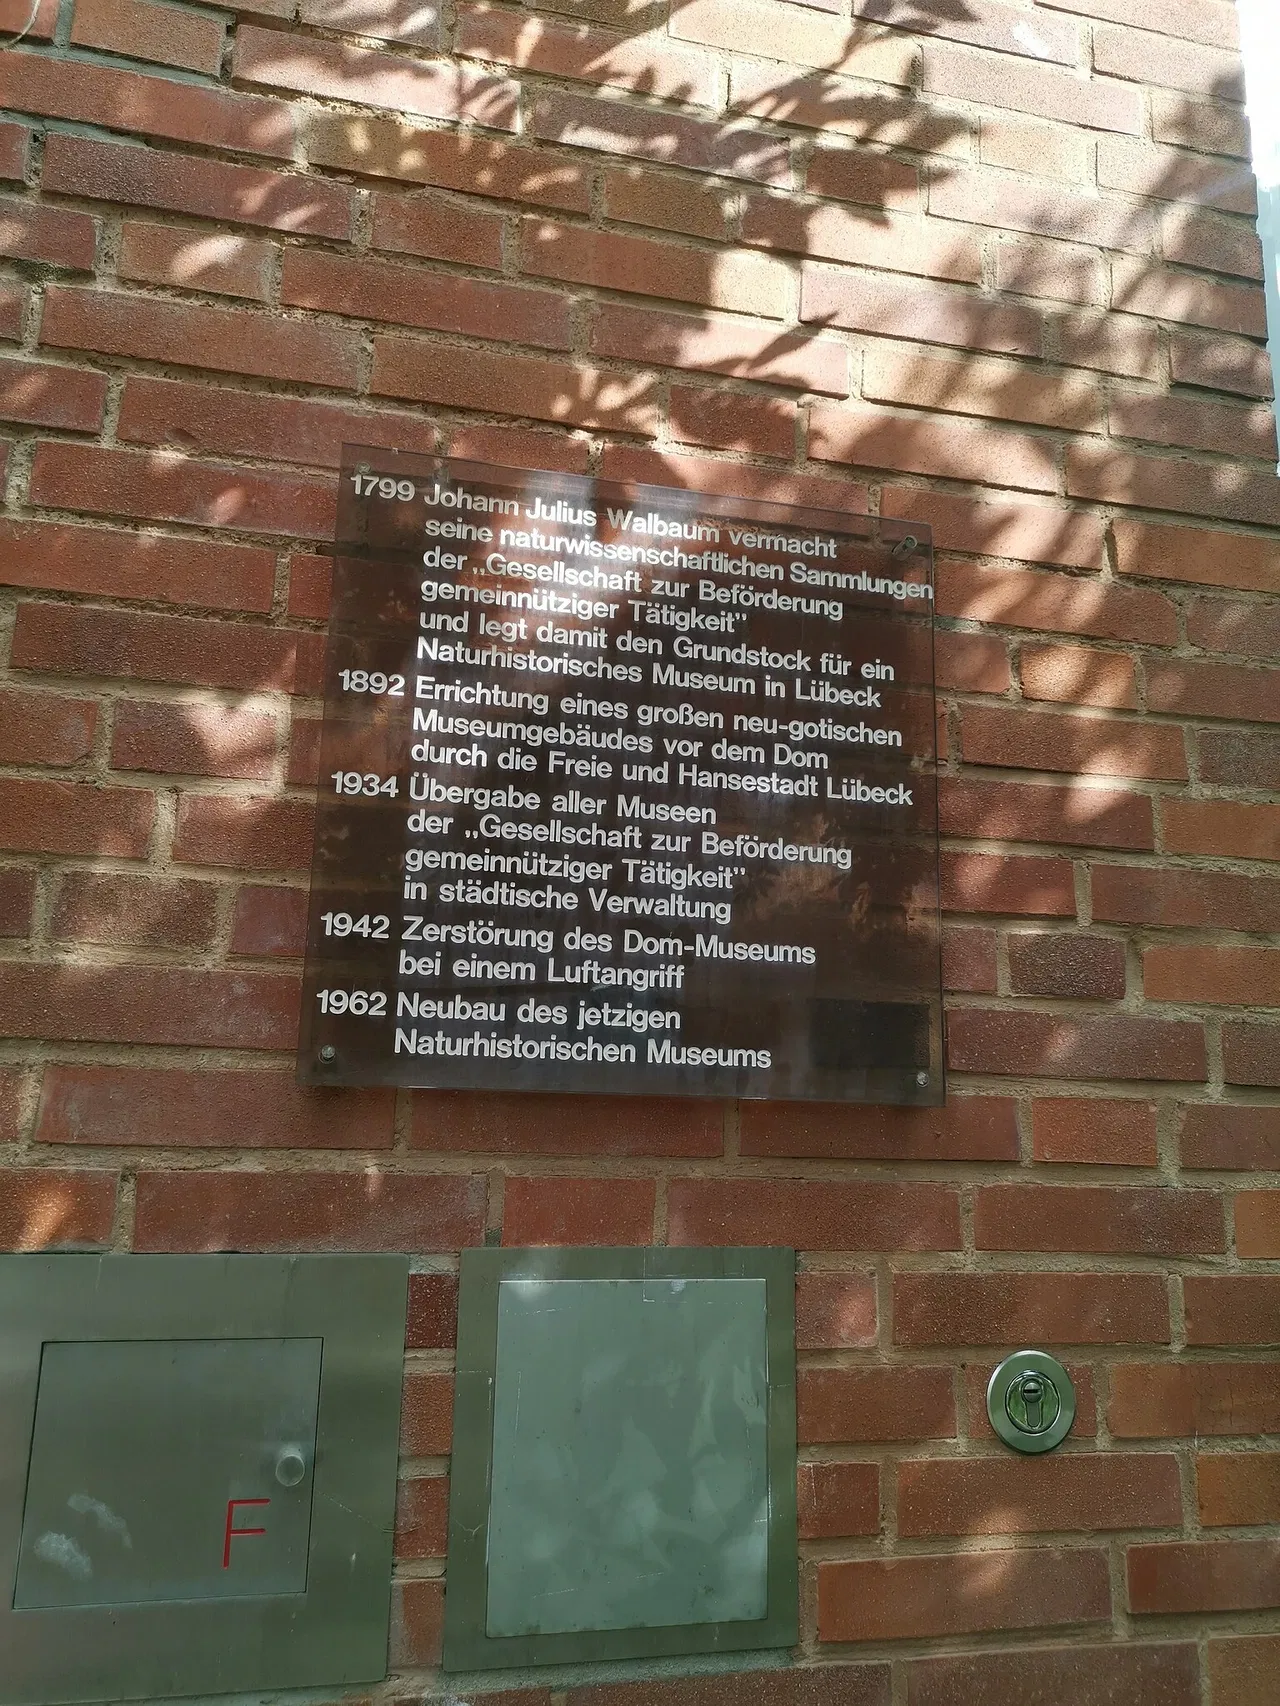 1799 Johann Julius Walbaum vermacht
seine naturwissenschaftlichen Sammlungen
der „Gesellschaft zur Beförderung
gemeinnütziger Tätigkeit”
und legt damit den Grundstock für ein
Naturhistorisches Museum in Lübeck
1892 Errichtung eines großen neu-gotischen
Museumgebäudes vor dem Dom
durch die Freie und Hansestadt Lübeck
1934 Übergabe aller Museen
der „Gesellschaft zur Beförderung
gemeinnütziger Tätigkeit”
in städtische Verwaltung
1942 Zerstörung des Dom-Museums
bei einem Luftangriff
1962 Neubau des jetzigen
Naturhistorischen Museums
F